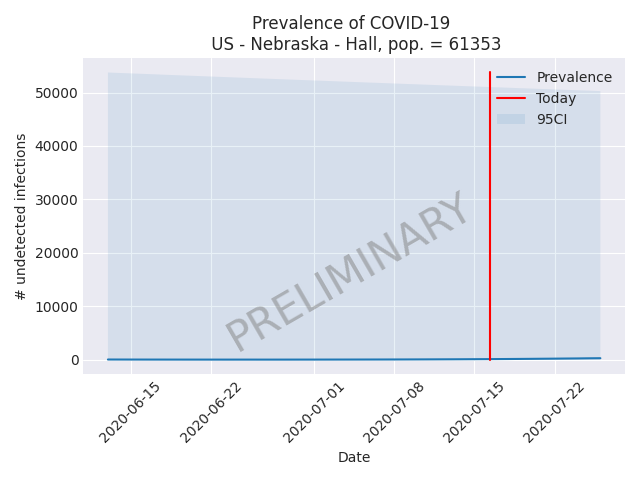 Prevalence of COVID-19
US - Nebraska - Hall, pop. = 61353
Prevalence
Today
95CI
50000
40000
30000
20000
10000
0
# undetected infections
PRELIMINARY
2020-06-15
2020-06-22
2020-07-01
2020-07-08
2020-07-15
2020-07-22
Date